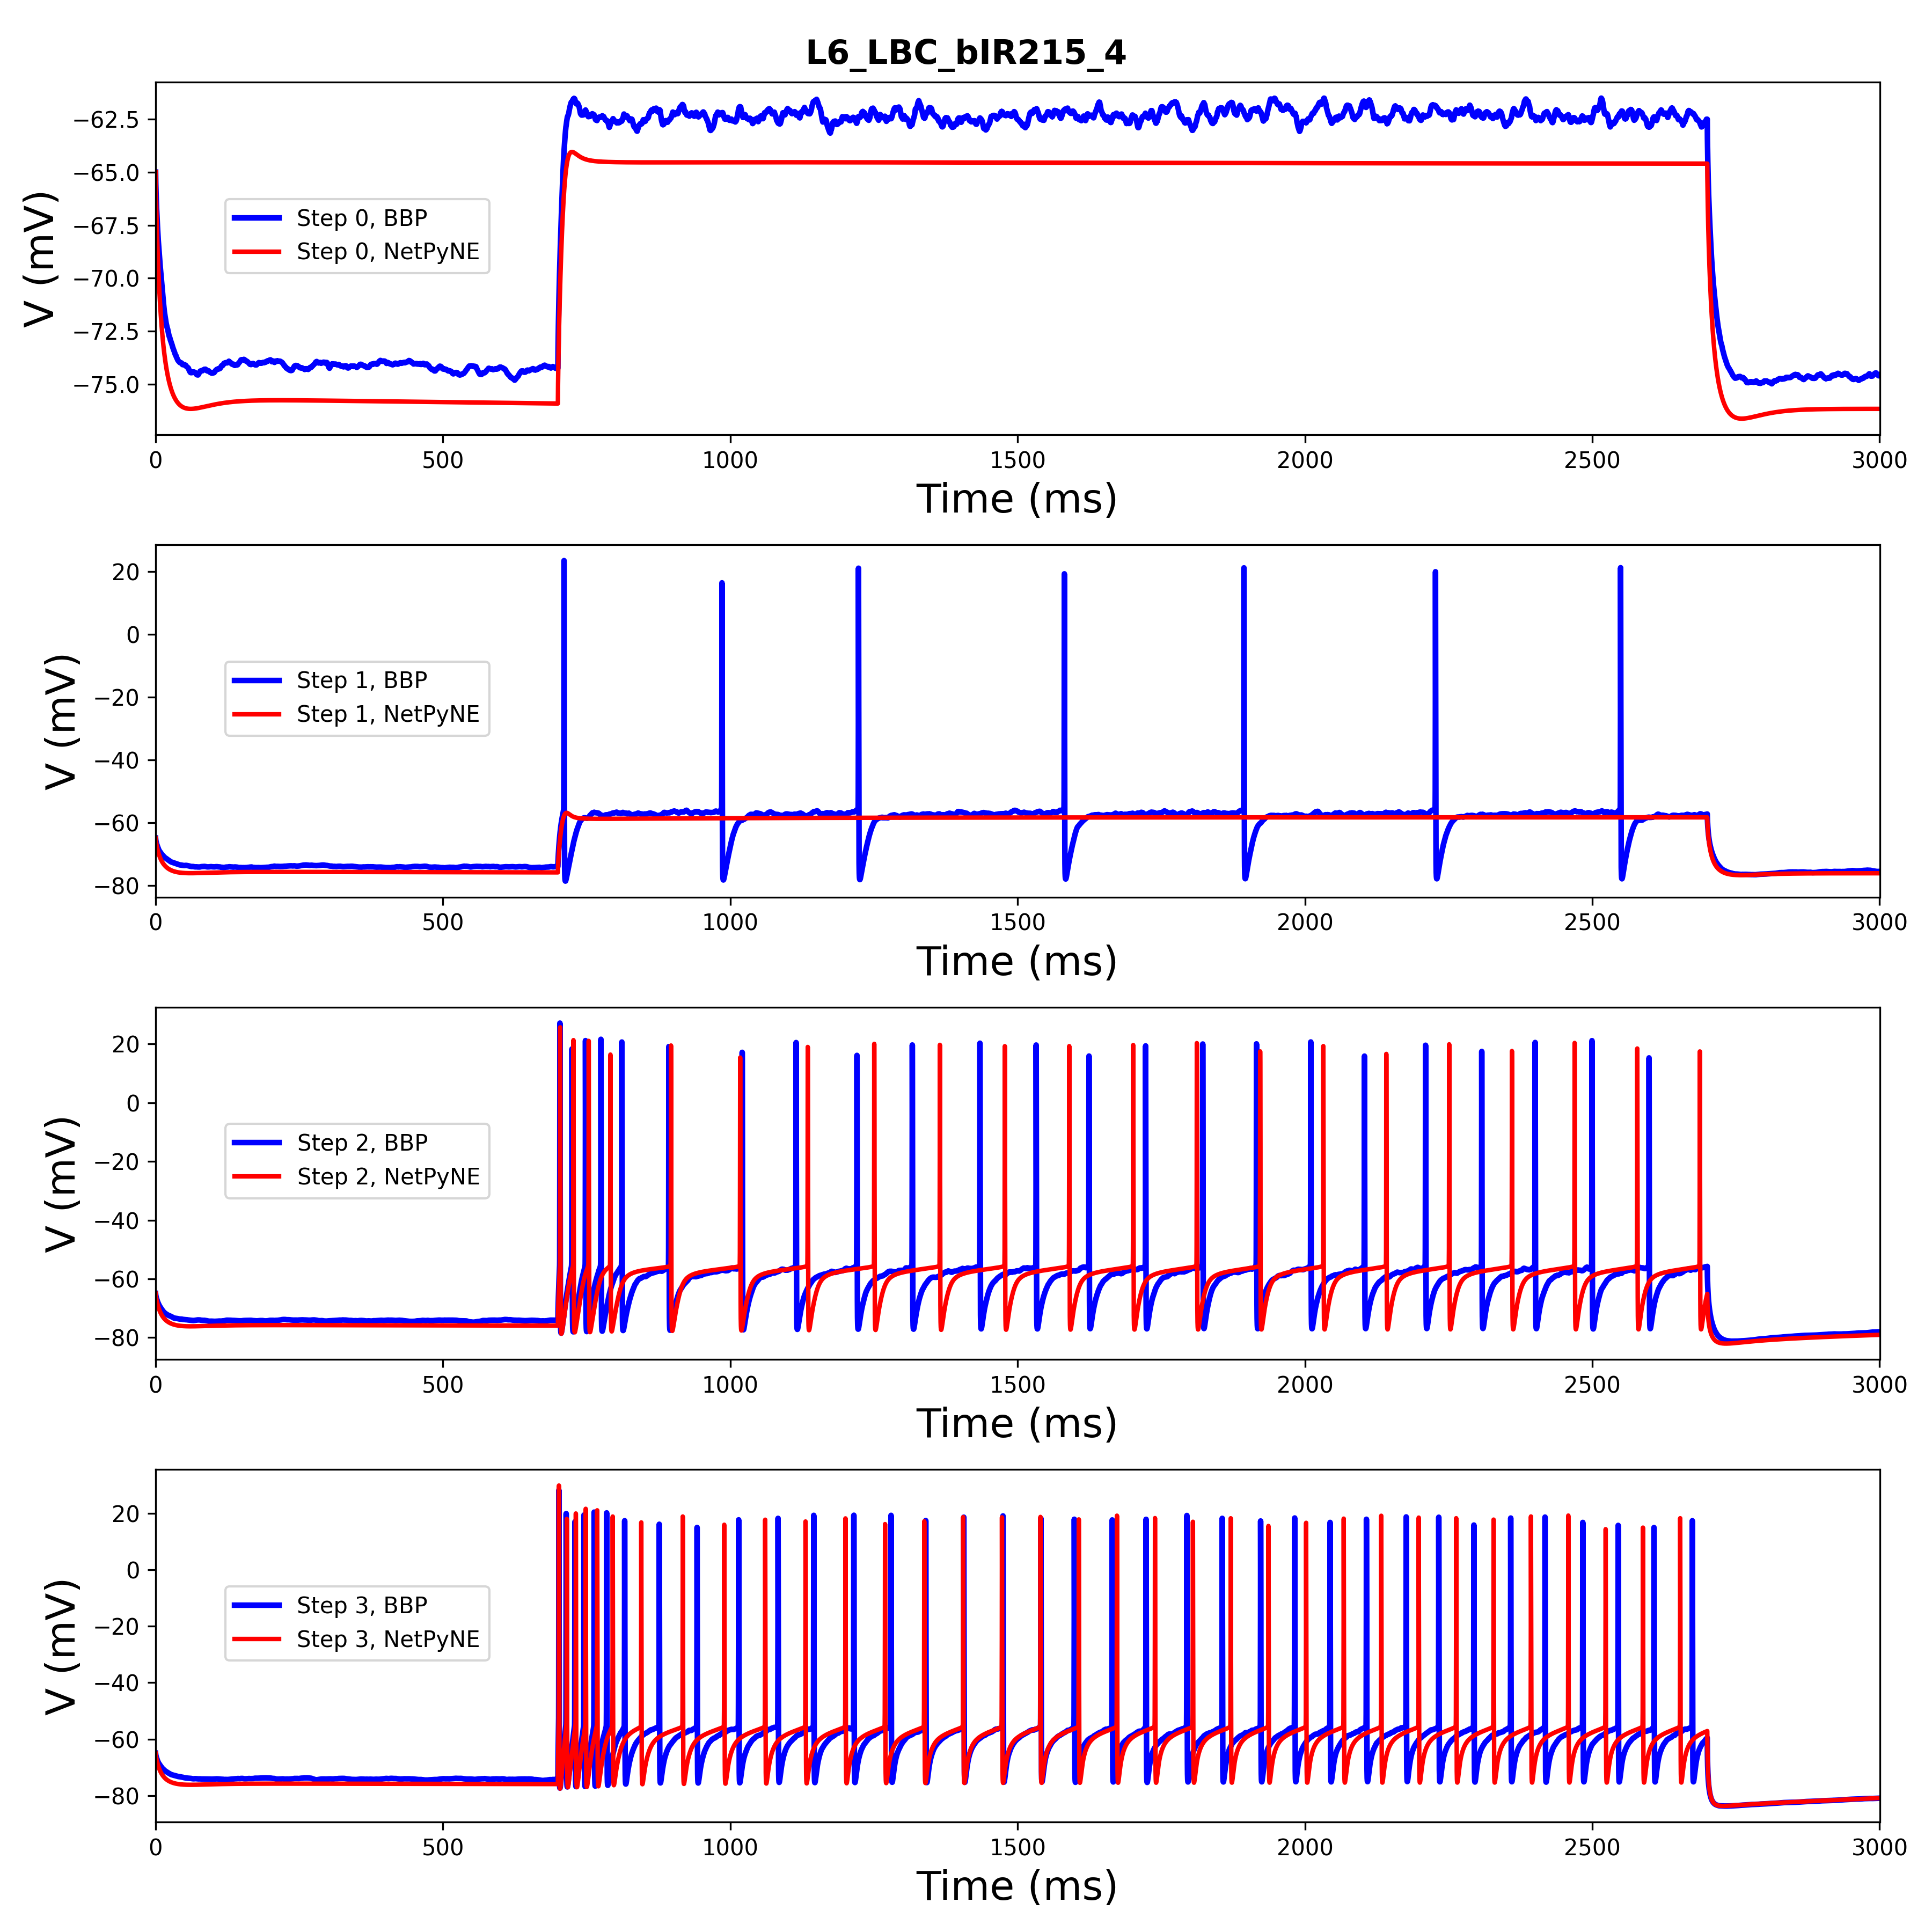 L6_LBC_bIR215_4
−62.5
−65.0
−67.5
−70.0
−72.5
−75.0
V (mV)
Step 0, BBP
Step 0, NetPyNE
0 500 1000 1500 2000 2500 3000
Time (ms)
20
0
−20
−40
−60
−80
V (mV)
Step 1, BBP
Step 1, NetPyNE
0 500 1000 1500 2000 2500 3000
Time (ms)
20
0
−20
−40
−60
−80
V (mV)
Step 2, BBP
Step 2, NetPyNE
0 500 1000 1500 2000 2500 3000
Time (ms)
20
0
−20
−40
−60
−80
V (mV)
Step 3, BBP
Step 3, NetPyNE
0 500 1000 1500 2000 2500 3000
Time (ms)